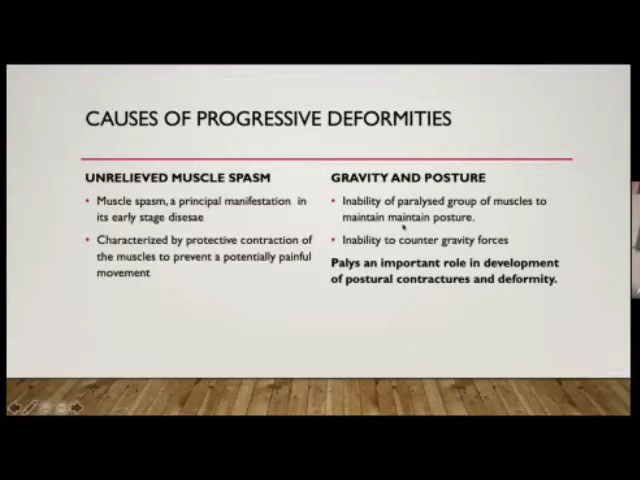 CAUSES OF PROGRESSIVE DEFORMITIES
UNRELIEVED MUSCLE SPASM
• Muscle spasm, a principal manifestation in
its early stage disesae
• Characterized by protective contraction of
the muscles to prevent a potentially painful
movement
GRAVITY AND POSTURE
• Inability of paralysed group of muscles to
maintain maintain posture.
• Inability to counter gravity forces
Palys an important role in development
of postural contractures and deformity.